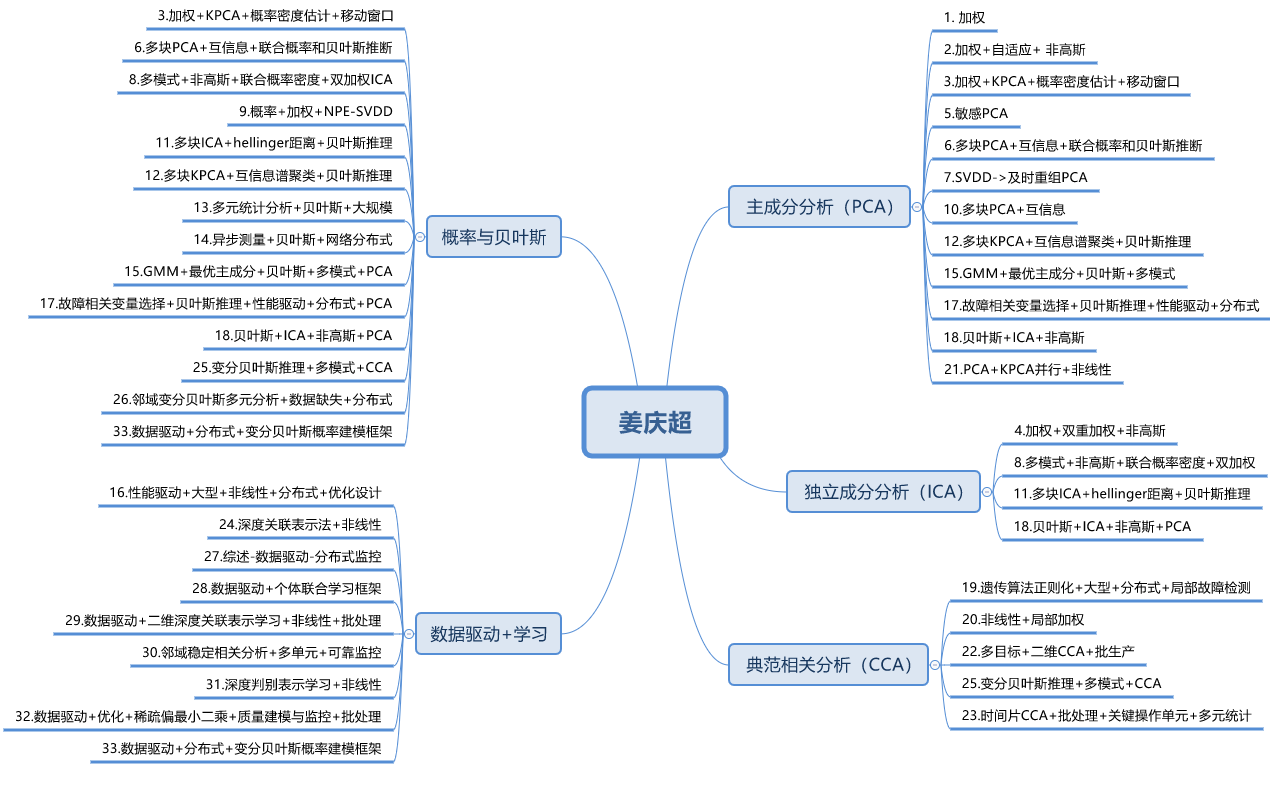 姜庆超
主成分分析（PCA）
1. 加权
2.加权+自适应+ 非高斯
3.加权+KPCA+概率密度估计+移动窗口
5.敏感PCA
6.多块PCA+互信息+联合概率和贝叶斯推断
7.SVDD->及时重组PCA
10.多块PCA+互信息
12.多块KPCA+互信息谱聚类+贝叶斯推理
15.GMM+最优主成分+贝叶斯+多模式
17.故障相关变量选择+贝叶斯推理+性能驱动+分布式
18.贝叶斯+ICA+非高斯
21.PCA+KPCA并行+非线性
独立成分分析（ICA）
4.加权+双重加权+非高斯
8.多模式+非高斯+联合概率密度+双加权
11.多块ICA+hellinger距离+贝叶斯推理
18.贝叶斯+ICA+非高斯+PCA
典范相关分析（CCA）
19.遗传算法正则化+大型+分布式+局部故障检测
20.非线性+局部加权
22.多目标+二维CCA+批生产
25.变分贝叶斯推理+多模式+CCA
23.时间片CCA+批处理+关键操作单元+多元统计
概率与贝叶斯
3.加权+KPCA+概率密度估计+移动窗口
6.多块PCA+互信息+联合概率和贝叶斯推断
8.多模式+非高斯+联合概率密度+双加权ICA
9.概率+加权+NPE-SVDD
11.多块ICA+hellinger距离+贝叶斯推理
12.多块KPCA+互信息谱聚类+贝叶斯推理
13.多元统计分析+贝叶斯+大规模
14.异步测量+贝叶斯+网络分布式
15.GMM+最优主成分+贝叶斯+多模式+PCA
17.故障相关变量选择+贝叶斯推理+性能驱动+分布式+PCA
18.贝叶斯+ICA+非高斯+PCA
25.变分贝叶斯推理+多模式+CCA
26.邻域变分贝叶斯多元分析+数据缺失+分布式
33.数据驱动+分布式+变分贝叶斯概率建模框架
数据驱动+学习
16.性能驱动+大型+非线性+分布式+优化设计
24.深度关联表示法+非线性
27.综述-数据驱动-分布式监控
28.数据驱动+个体联合学习框架
29.数据驱动+二维深度关联表示学习+非线性+批处理
30.邻域稳定相关分析+多单元+可靠监控
31.深度判别表示学习+非线性
32.数据驱动+优化+稀疏偏最小二乘+质量建模与监控+批处理
33.数据驱动+分布式+变分贝叶斯概率建模框架